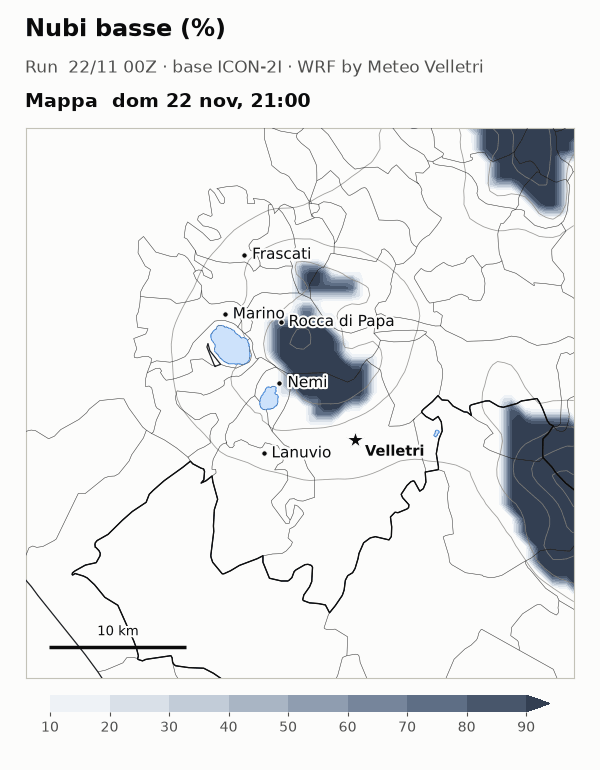 Nubi basse (%)
Run  22/11 00Z · base ICON-2I · WRF by Meteo Velletri
Mappa  dom 22 nov, 21:00
Frascati
Marino
Rocca di Papa
Nemi
Velletri
Lanuvio
10 km
10 20 30 40 50 60 70 80 90